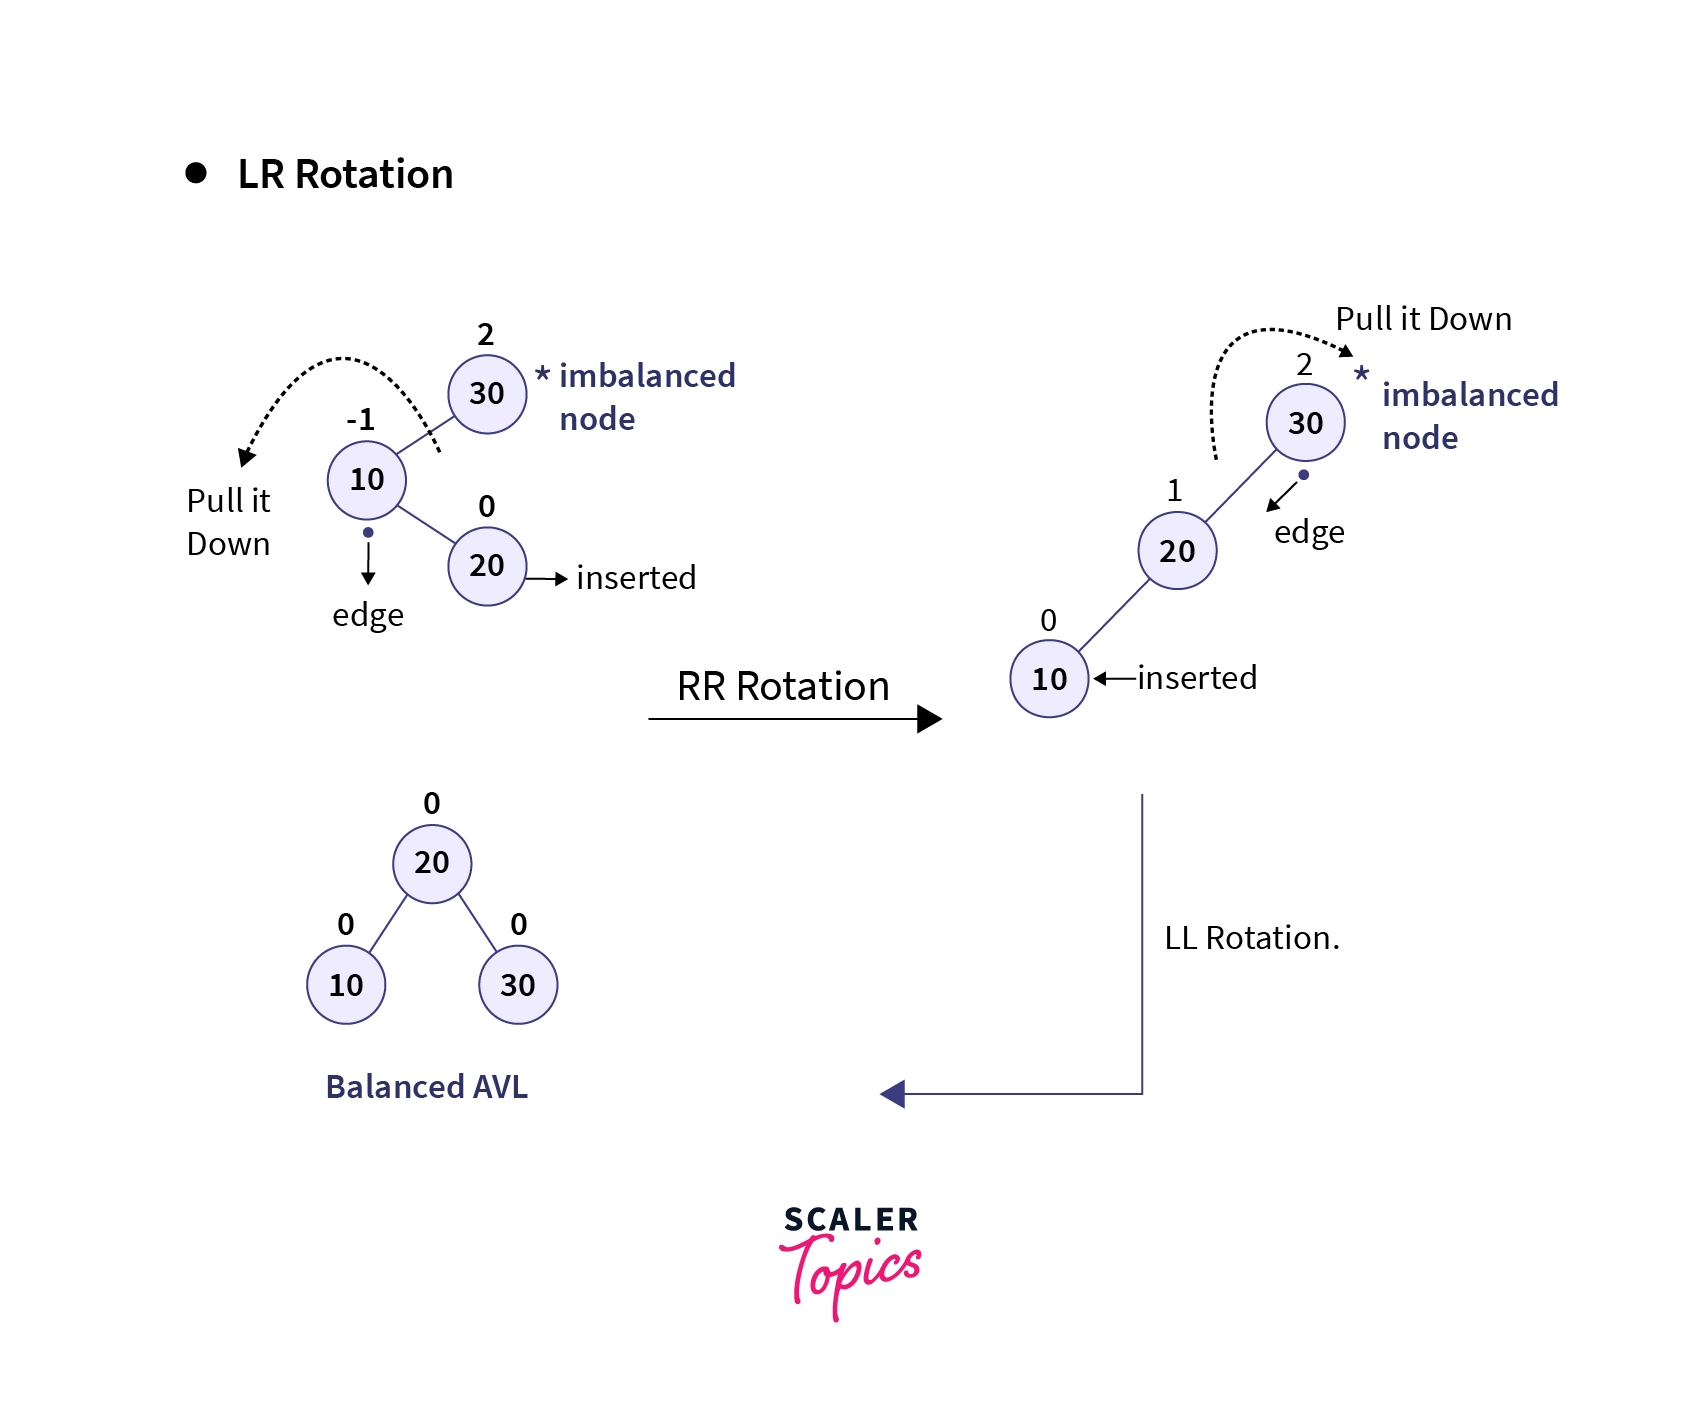 ● LR Rotation
2
30
* imbalanced
node
-1
10
Pull it
Down
0
20
inserted
edge
RR Rotation
Pull it Down
2
*
30
imbalanced
node
edge
1
20
0
10
inserted
LL Rotation.
0
20
0
0
10
30
Balanced AVL
SCALER
Topics